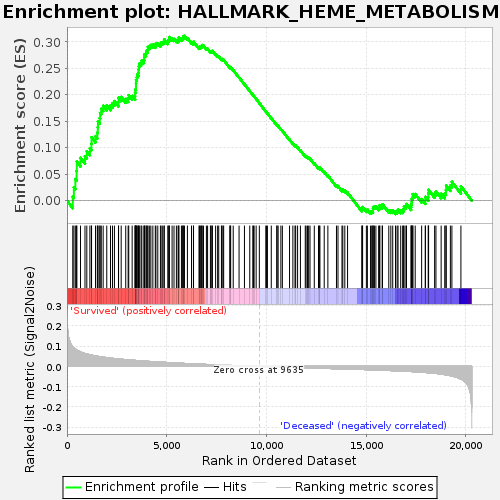 Enrichment plot: HALLMARK_HEME_METABOLISM
Enrichment score (ES)
0.30
0.25
0.20
0.15
0.10
0.05
0.00
Ranked list metric (Signal2Noise)
'Survived' (positively correlated)
0.3
0.2
0.1
0.0
-0.1
-0.2
-0.3
Zero cross at 9635
'Deceased' (negatively correlated)
0
5,000
10,000
15,000
20,000
Rank in Ordered Dataset
Enrichment profile
Hits
Ranking metric scores